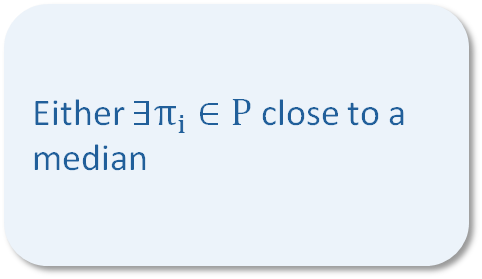 Either ∃πᵢ ∈ P close to a
median